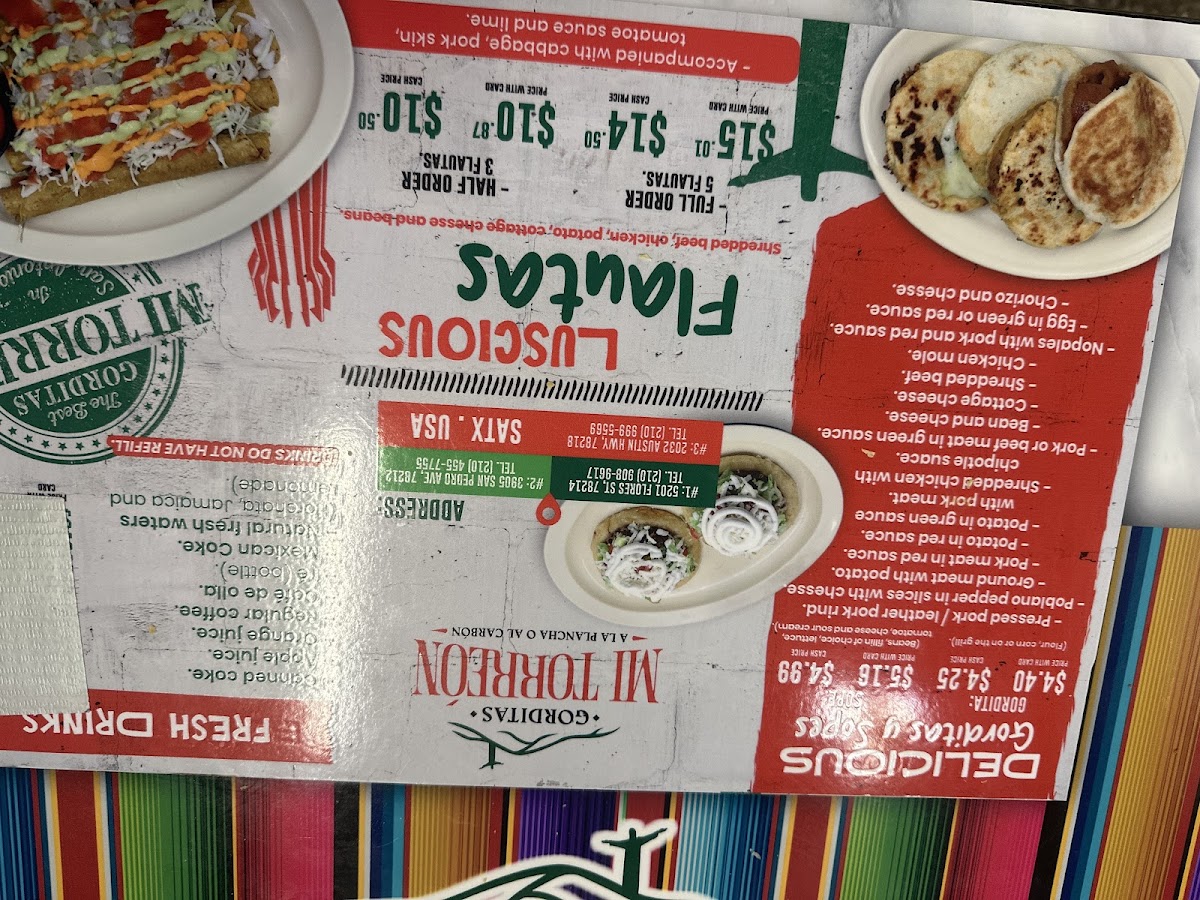 DELICIOUS
Gorditas y Sopes
GORDITA:
$4.40
PRICE WITH CARD
$4.25
CASH PRICE
(Flour, corn or on the grill).
$5.16
PRICE WITH CARD
$4.99
CASH PRICE
(Beans, fillin of choice, lettuce,
tomatoe and cheese and sour cream).
- Pressed pork / leather pork rind.
- Poblano pepper in slices with chesse.
- Ground meat with potato.
- Pork meat in red sauce.
- Potato in red sauce.
- Potato in green sauce
with pork meat.
- Shredded chicken with
chipotle suace.
- Pork or beef meat in green sauce.
- Bean and cheese.
- Cottage cheese.
- Shredded beef.
- Chicken mole.
- Nopales with pork and red sauce.
- Egg in green or red sauce.
- Chorizo and chesse.
• GORDITAS •
MI TORREÓN
A LA PLANCHA O AL CARBÓN
ADDRESS:
#1: 5201 FLORES ST. 78214
TEL. (210) 908-9617
#2: 3905 SAN PEDRO AVE. 78212
TEL. (210) 455-7755
#3: 2032 AUSTIN HWY. 78218
TEL. (210) 999-5569
SATX . USA
LUSCIOUS
Flautas
Shredded beef, chicken, potato, cottage chesse and beans.
- FULL ORDER
5 FLAUTAS.
$15.01
PRICE WITH CARD
$14.50
CASH PRICE
- HALF ORDER
3 FLAUTAS.
$10.87
PRICE WITH CARD
$10.50
CASH PRICE
- Accompanied with cabbage, pork skin,
tomatoe sauce and lime.
FRESH DRINKS
Canned coke.
Apple juice.
Orange juice.
Regular coffee.
Café de olla.
(bottle).
Mexican Coke.
Natural fresh waters
Horchata, Jamaica and
DRINKS DO NOT HAVE REFILL.
The Best
GORDITAS
MI TORRE
In
San Antonio